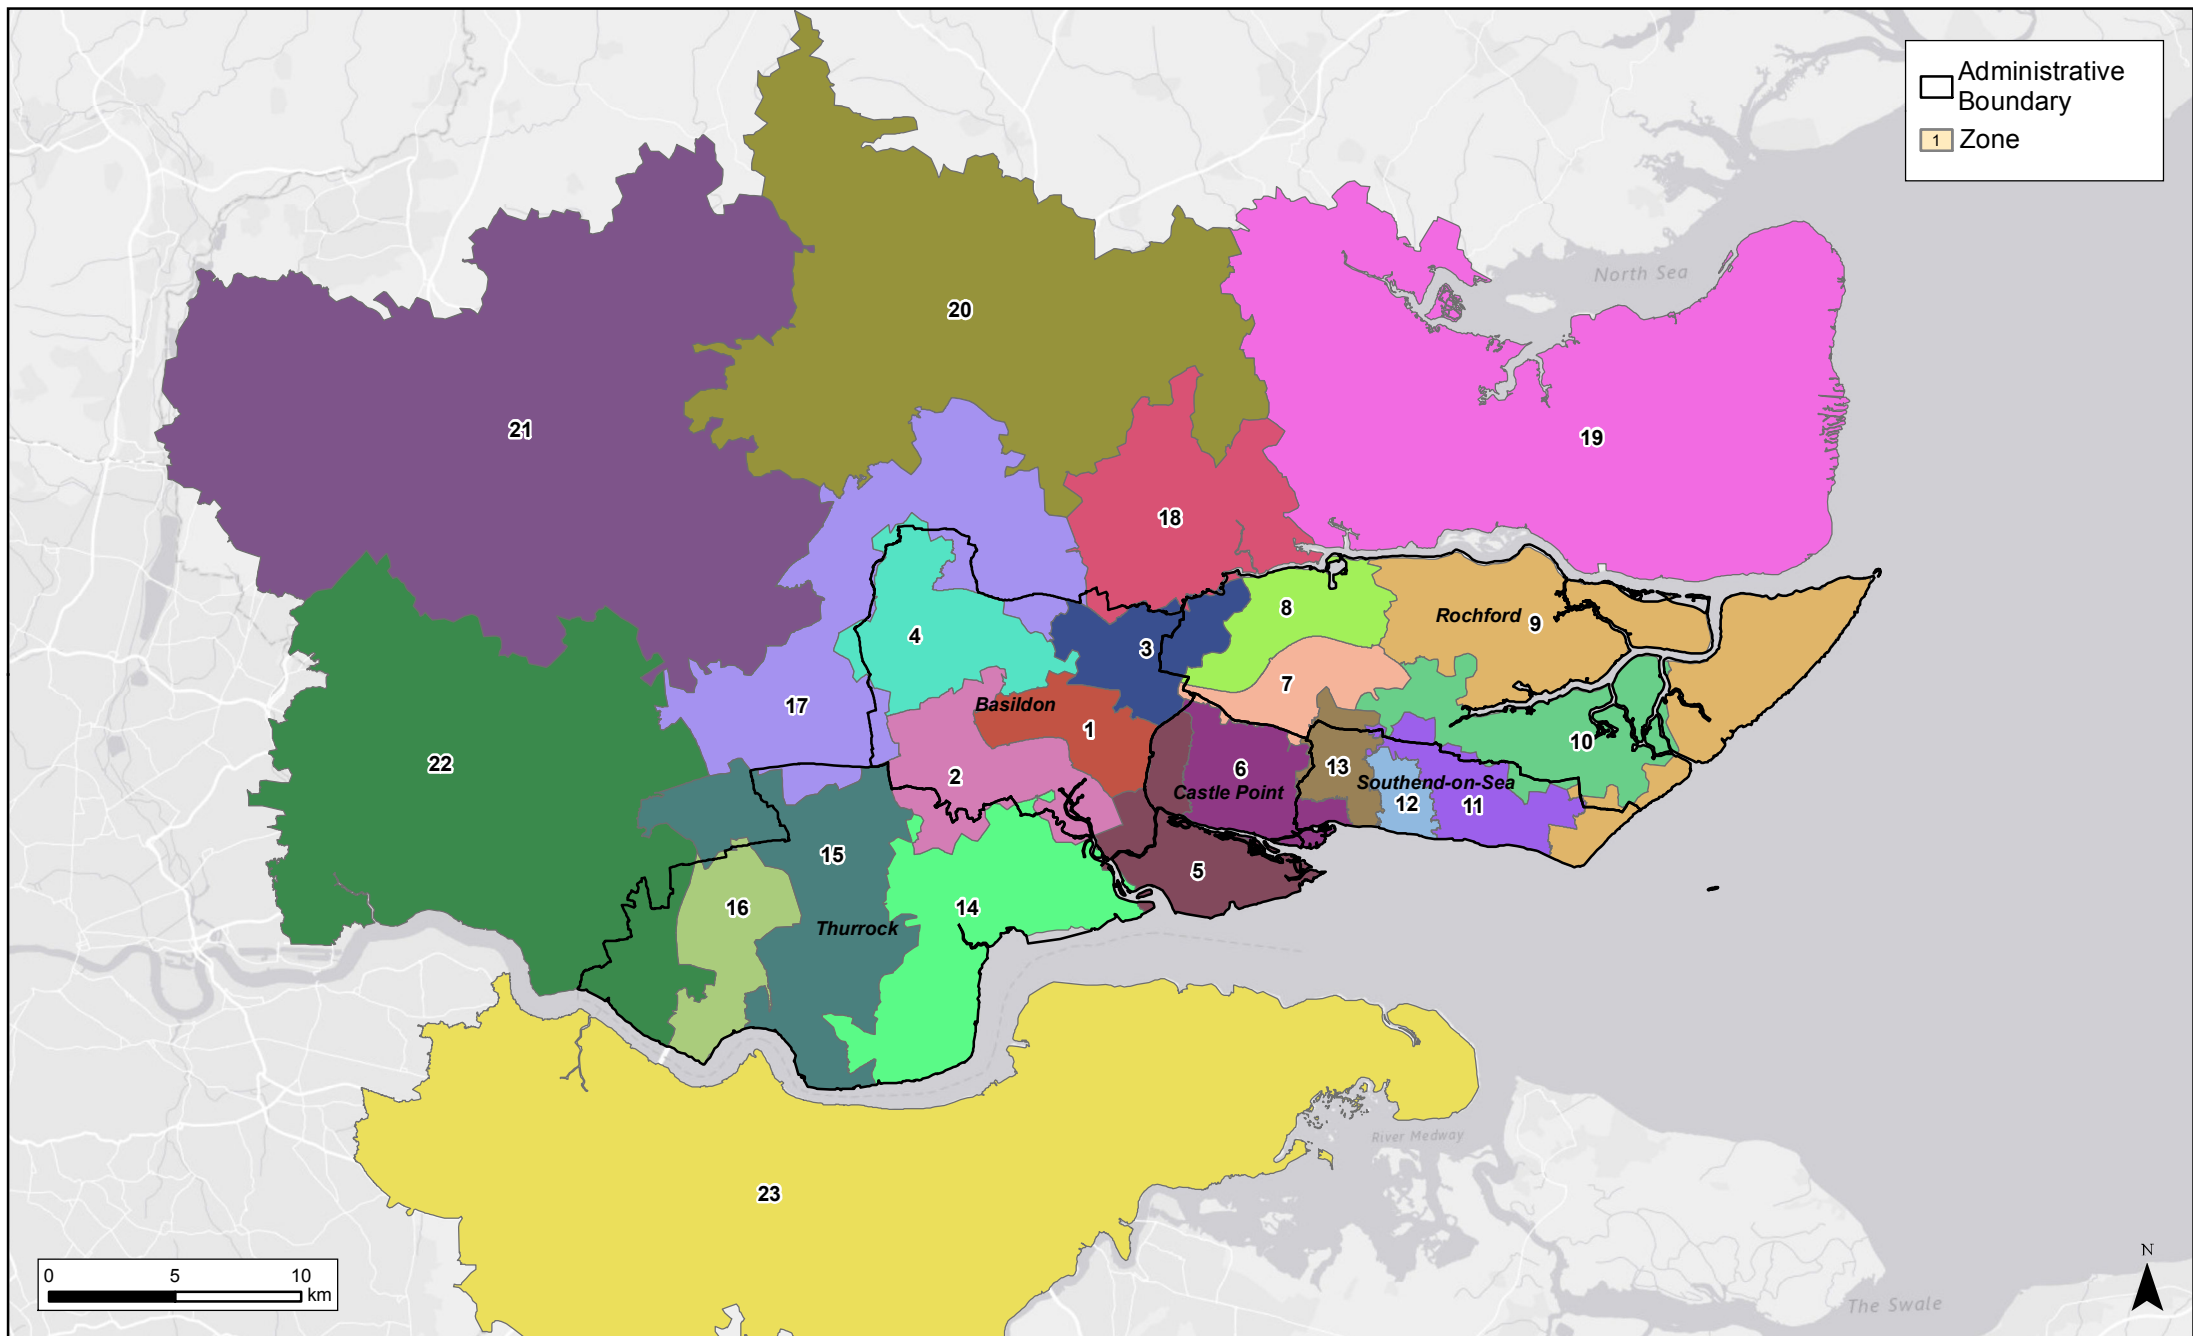 Administrative
Boundary
1 Zone
North Sea
20
21
19
18
8
Rochford 9
4
3
7
17
Basildon
1
10
22
2
6
13
Castle Point
Southend-on-Sea
12
11
15
5
16
14
Thurrock
River Medway
23
N
0 5 10
km
The Swale